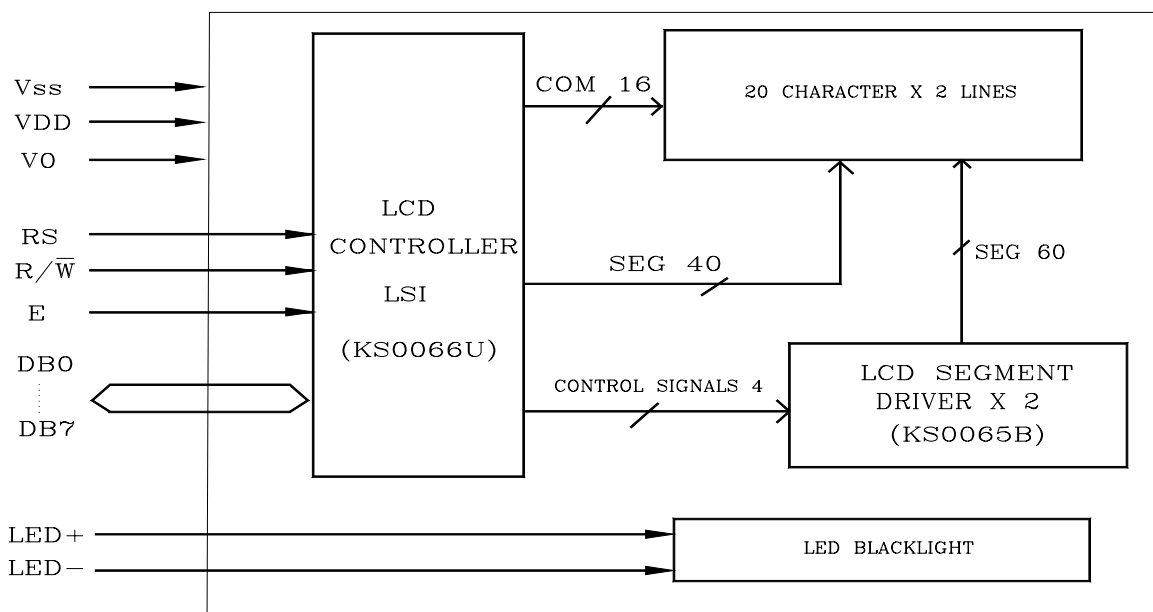 Vss
VDD
V0
RS
R/W̅
E
DB0
DB7
LED+
LED-
LCD
CONTROLLER
LSI
(KS0066U)
COM 16
SEG 40
CONTROL SIGNALS 4
20 CHARACTER X 2 LINES
SEG 60
LCD SEGMENT
DRIVER X 2
(KS0065B)
LED BLACKLIGHT